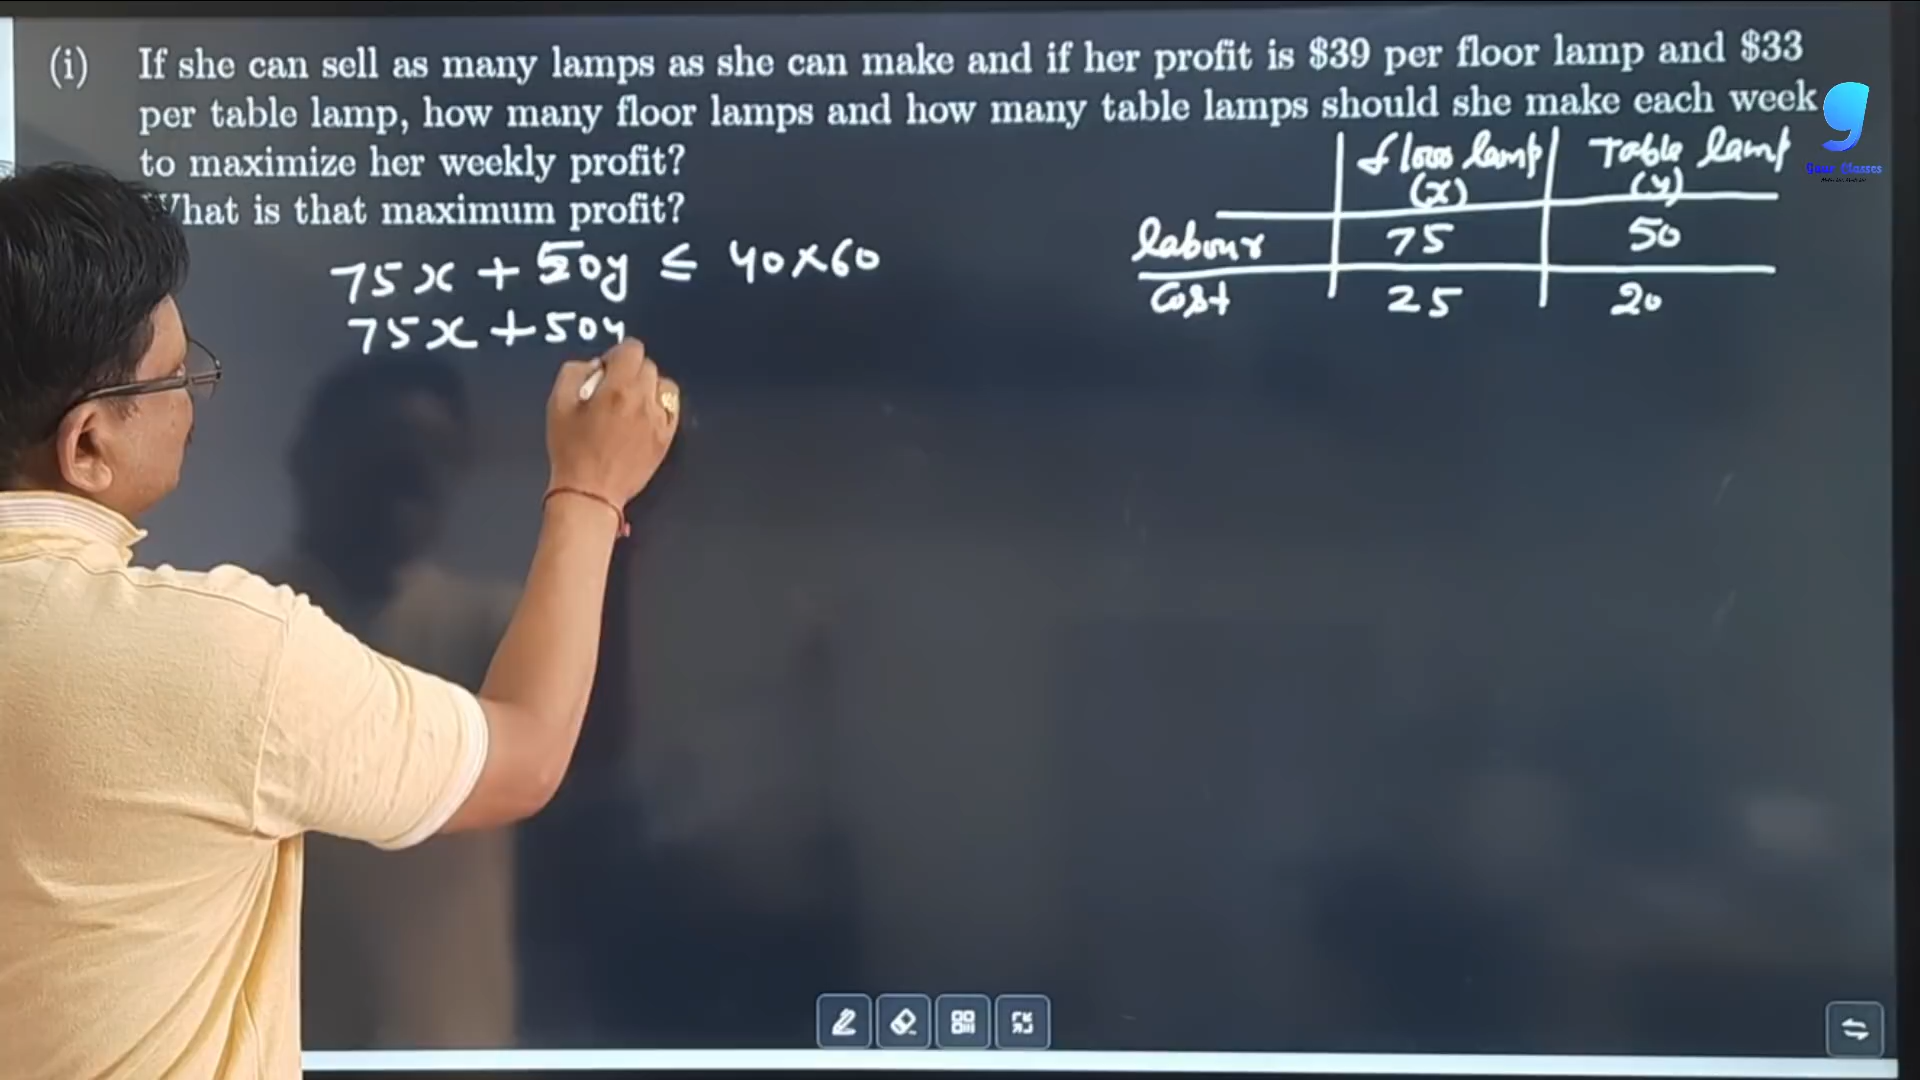 (i) If she can sell as many lamps as she can make and if her profit is $39 per floor lamp and $33
per table lamp, how many floor lamps and how many table lamps should she make each week
to maximize her weekly profit?
What is that maximum profit?
floor lamp Table lamp
(x) (y)
labour 75 50
Cost 25 20
75x + 50y ≤ 40×60
75x + 50y
g
Gaur Classes